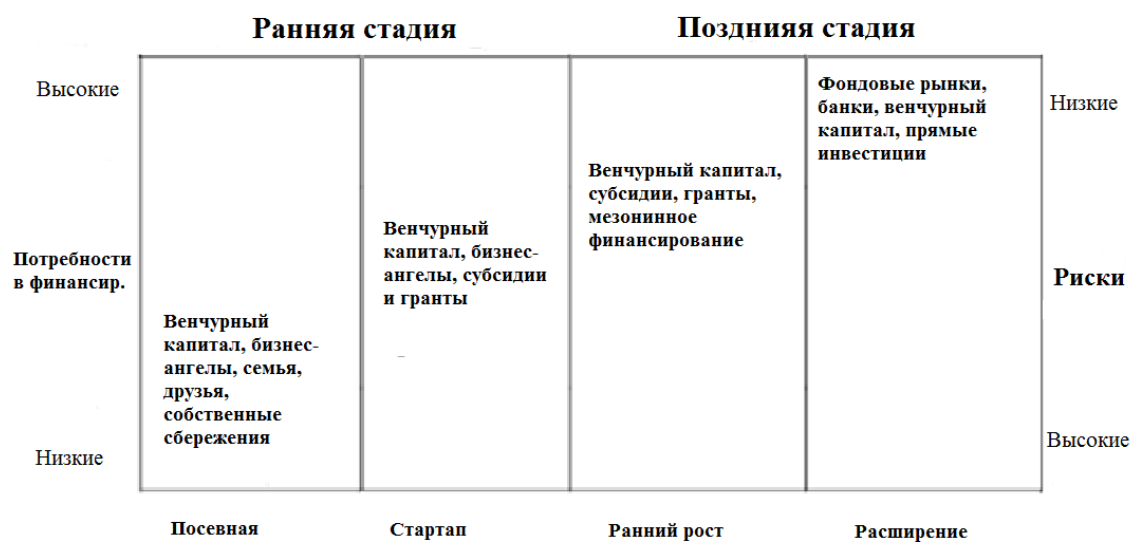 Ранняя стадия
Позднияя стадия
Высокие
Потребности
в финансир.
Низкие
Венчурный
капитал, бизнес-
ангелы, семья,
друзья,
собственные
сбережения
Венчурный
капитал, бизнес-
ангелы, субсидии
и гранты
Венчурный капитал,
субсидии, гранты,
мезонинное
финансирование
Фондовые рынки,
банки, венчурный
капитал, прямые
инвестиции
Низкие
Риски
Высокие
Посевная
Стартап
Ранний рост
Расширение